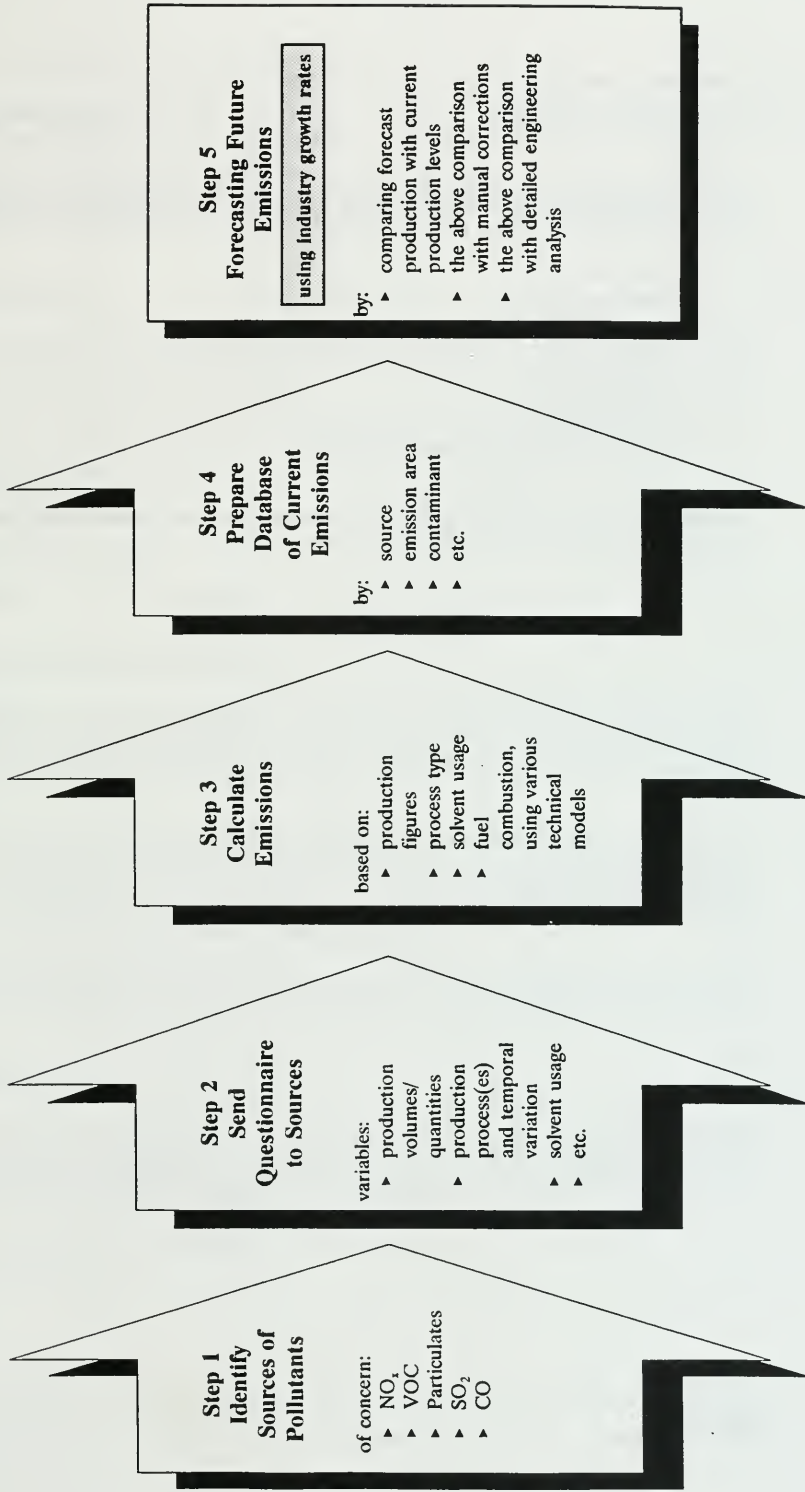 Step 1
Identify
Sources of
Pollutants
of concern:
▸ NOₓ
▸ VOC
▸ Particulates
▸ SO₂
▸ CO
Step 2
Send
Questionnaire
to Sources
variables:
▸ production
volumes/
quantities
▸ production
process(es)
and temporal
variation
▸ solvent usage
▸ etc.
Step 3
Calculate
Emissions
based on:
▸ production
figures
▸ process type
▸ solvent usage
▸ fuel
combustion,
using various
technical
models
Step 4
Prepare
Database
of Current
Emissions
by:
▸ source
▸ emission area
▸ contaminant
▸ etc.
Step 5
Forecasting Future
Emissions
using industry growth rates
by:
▸ comparing forecast
production with current
production levels
▸ the above comparison
with manual corrections
▸ the above comparison
with detailed engineering
analysis